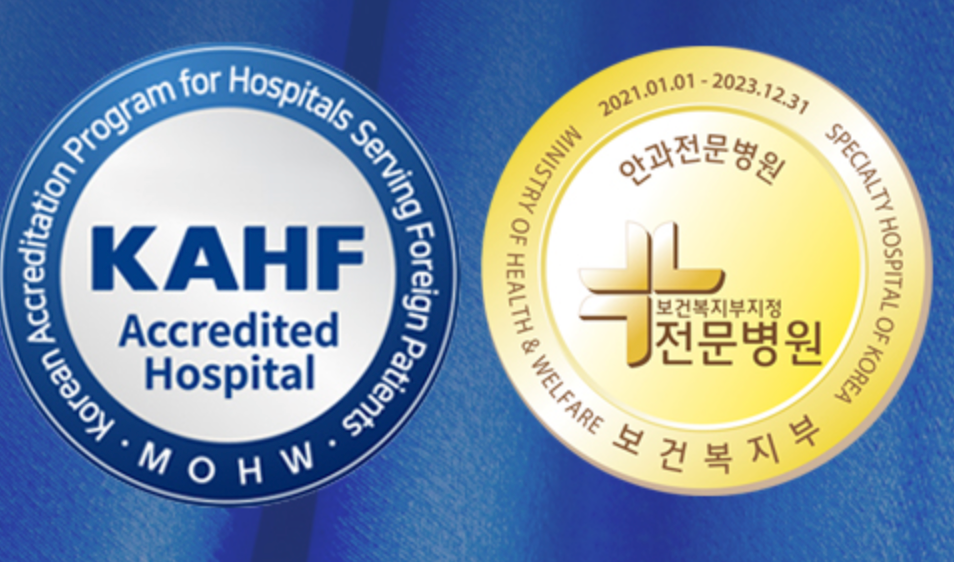 Korean Accreditation Program for Hospitals Serving Foreign Patients
KAHF
Accredited
Hospital
· MOHW ·
2021.01.01 - 2023.12.31
MINISTRY OF HEALTH & WELFARE
SPECIALTY HOSPITAL OF KOREA
안과전문병원
보건복지부지정
전문병원
보건복지부